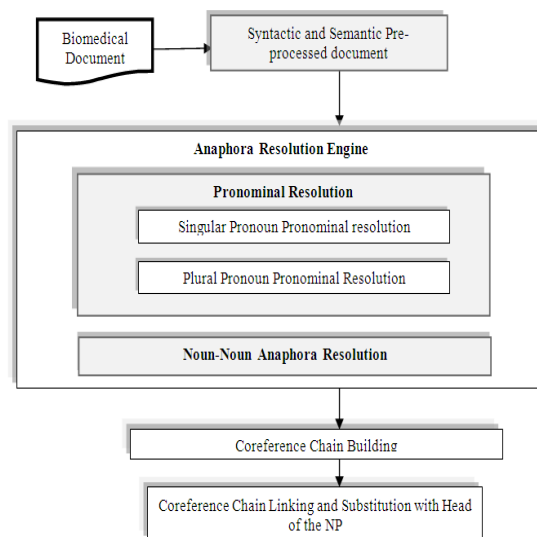 Biomedical
Document
Syntactic and Semantic Pre-
processed document
Anaphora Resolution Engine
Pronominal Resolution
Singular Pronoun Pronominal resolution
Plural Pronoun Pronominal Resolution
Noun-Noun Anaphora Resolution
Coreference Chain Building
Coreference Chain Linking and Substitution with Head
of the NP